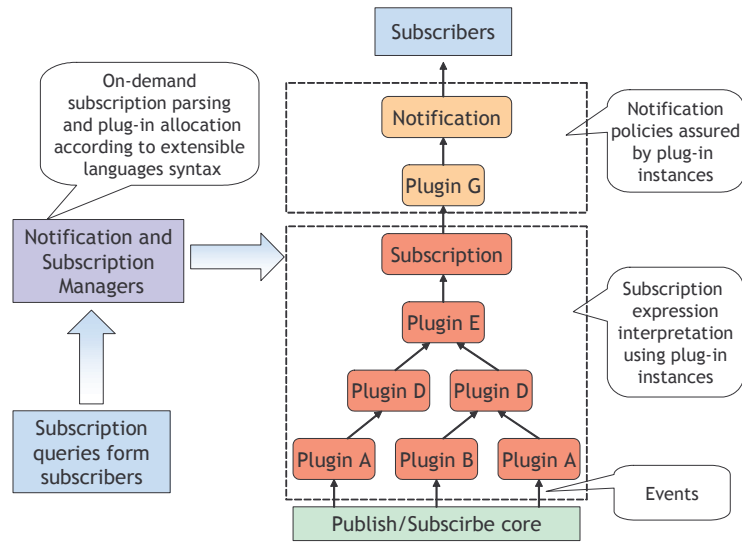 Subscribers
On-demand
subscription parsing
and plug-in allocation
according to extensible
languages syntax
Notification
Notification
policies assured
by plug-in
instances
Plugin G
Notification and
Subscription
Managers
Subscription
Subscription
expression
interpretation
using plug-in
instances
Plugin E
Plugin D
Plugin D
Subscription
queries form
subscribers
Plugin A
Plugin B
Plugin A
Events
Publish/Subscirbe core